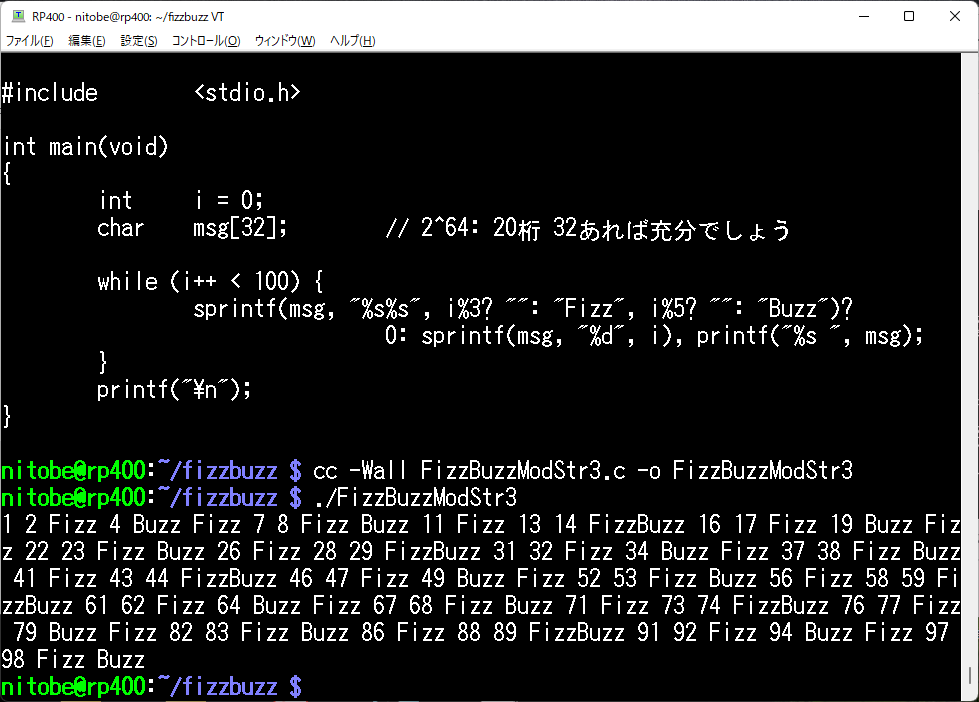 RP400 - nitobe@rp400: ~/fizzbuzz VT
ファイル(F) 編集(E) 設定(S) コントロール(O) ウィンドウ(W) ヘルプ(H)
#include <stdio.h>
int main(void)
{
int i = 0;
char msg[32]; // 2^64: 20桁 32あれば充分でしょう
while (i++ < 100) {
sprintf(msg, "%s%s", i%3? "": "Fizz", i%5? "": "Buzz")?
0: sprintf(msg, "%d", i), printf("%s ", msg);
}
printf("¥n");
}
nitobe@rp400:~/fizzbuzz $ cc -Wall FizzBuzzModStr3.c -o FizzBuzzModStr3
nitobe@rp400:~/fizzbuzz $ ./FizzBuzzModStr3
1 2 Fizz 4 Buzz Fizz 7 8 Fizz Buzz 11 Fizz 13 14 FizzBuzz 16 17 Fizz 19 Buzz Fiz
z 22 23 Fizz Buzz 26 Fizz 28 29 FizzBuzz 31 32 Fizz 34 Buzz Fizz 37 38 Fizz Buzz
41 Fizz 43 44 FizzBuzz 46 47 Fizz 49 Buzz Fizz 52 53 Fizz Buzz 56 Fizz 58 59 Fi
zzBuzz 61 62 Fizz 64 Buzz Fizz 67 68 Fizz Buzz 71 Fizz 73 74 FizzBuzz 76 77 Fizz
79 Buzz Fizz 82 83 Fizz Buzz 86 Fizz 88 89 FizzBuzz 91 92 Fizz 94 Buzz Fizz 97
98 Fizz Buzz
nitobe@rp400:~/fizzbuzz $